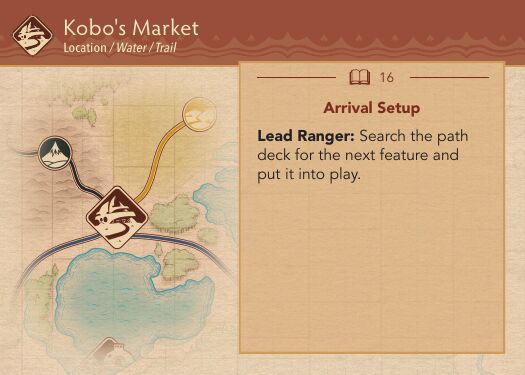 Kobo's Market
Location / Water / Trail
16
Arrival Setup
Lead Ranger: Search the path
deck for the next feature and
put it into play.